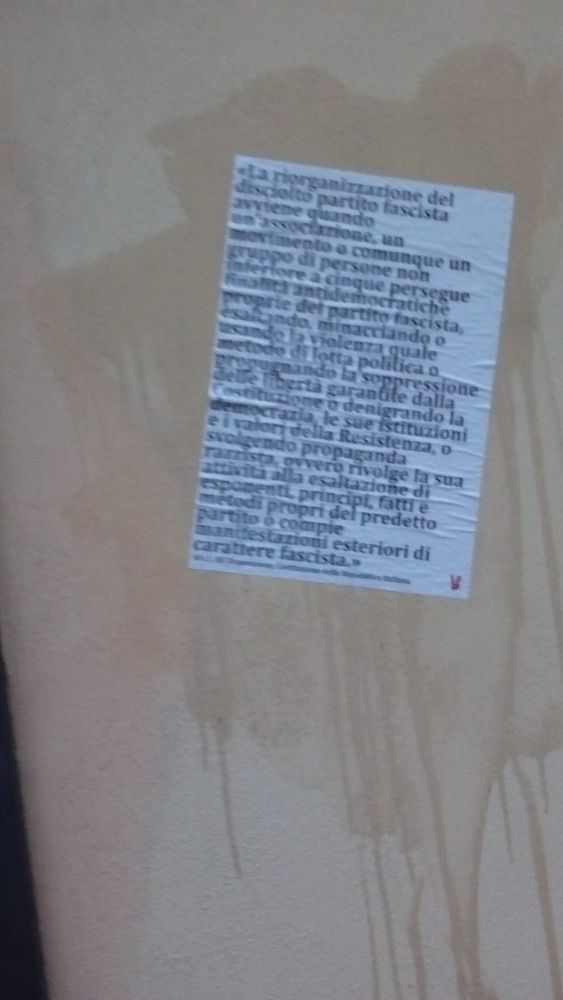 «La riorganizzazione del
disciolto partito fascista
avviene quando
un'associazione, un
movimento o comunque un
gruppo di persone non
inferiore a cinque persegue
finalità antidemocratiche
proprie del partito fascista,
esaltando, minacciando o
usando la violenza quale
metodo di lotta politica o
propugnando la soppressione
delle libertà garantite dalla
Costituzione o denigrando la
democrazia, le sue istituzioni
e i valori della Resistenza, o
svolgendo propaganda
razzista, ovvero rivolge la sua
attività alla esaltazione di
esponenti, principi, fatti e
metodi propri del predetto
partito o compie
manifestazioni esteriori di
carattere fascista.»
Costituzione della Repubblica Italiana